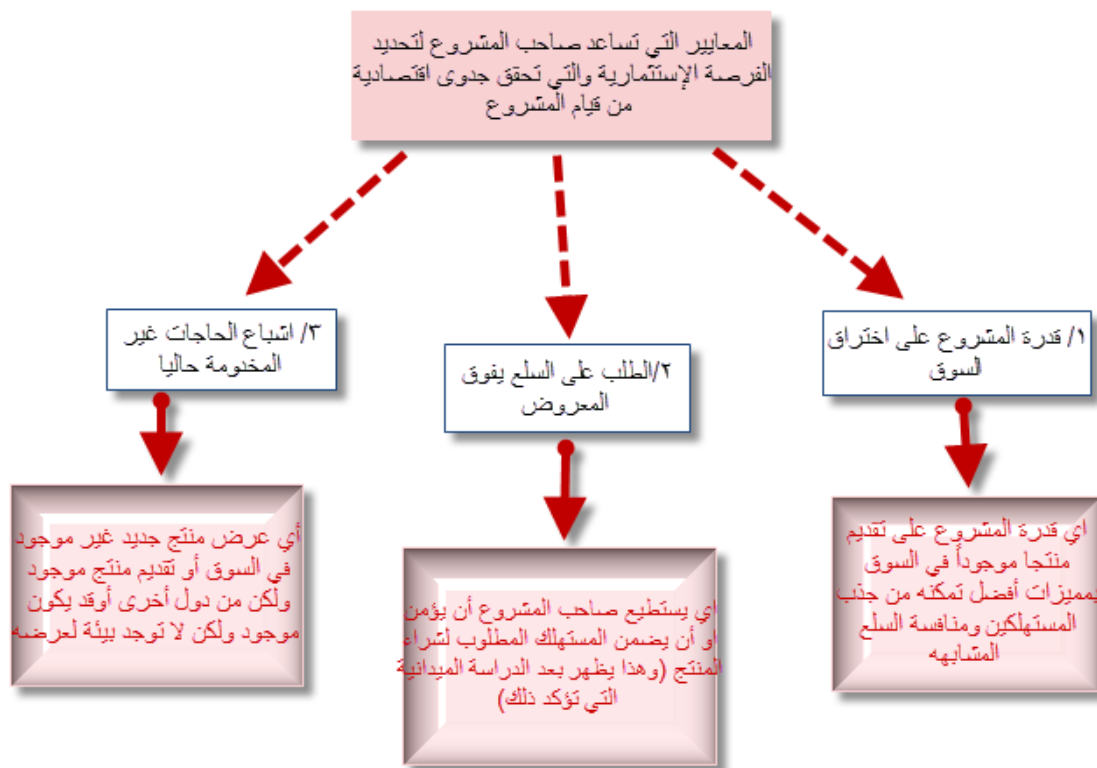 المعايير التي تساعد صاحب المشروع لتحديد
الفرصة الإستثمارية والتي تحقق جدوى اقتصادية
من قيام المشروع
١/ قدرة المشروع على اختراق
السوق
٢/الطلب على السلع يفوق
المعروض
٣/ اشباع الحاجات غير
المخدومة حاليا
اي قدرة المشروع على تقديم
منتجا موجوداً في السوق
بمميزات أفضل تمكنه من جذب
المستهلكين ومنافسة السلع
المشابهه
اي يستطيع صاحب المشروع أن يؤمن
او أن يضمن المستهلك المطلوب لشراء
المنتج (وهذا يظهر بعد الدراسة الميدانية
التي تؤكد ذلك)
أي عرض منتج جديد غير موجود
في السوق أو تقديم منتج موجود
ولكن من دول أخرى أوقد يكون
موجود ولكن لا توجد بيئة لعرضه